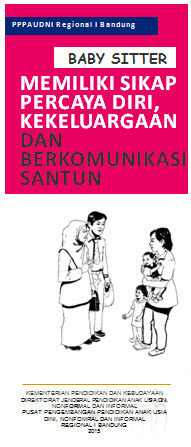 PPPAUDNI Regional I Bandung
BABY SITTER
MEMILIKI SIKAP
PERCAYA DIRI,
KEKELUARGAAN
DAN
BERKOMUNIKASI
SANTUN
KEMENTERIAN PENDIDIKAN DAN KEBUDAYAAN
DIREKTORAT JENDERAL PENDIDIKAN ANAK USIA DINI,
NONFORMAL DAN INFORMAL
PUSAT PENGEMBANGAN PENDIDIKAN ANAK USIA
DINI, NONFOMRAL DAN INFORMAL
REGIONAL I BANDUNG
2015